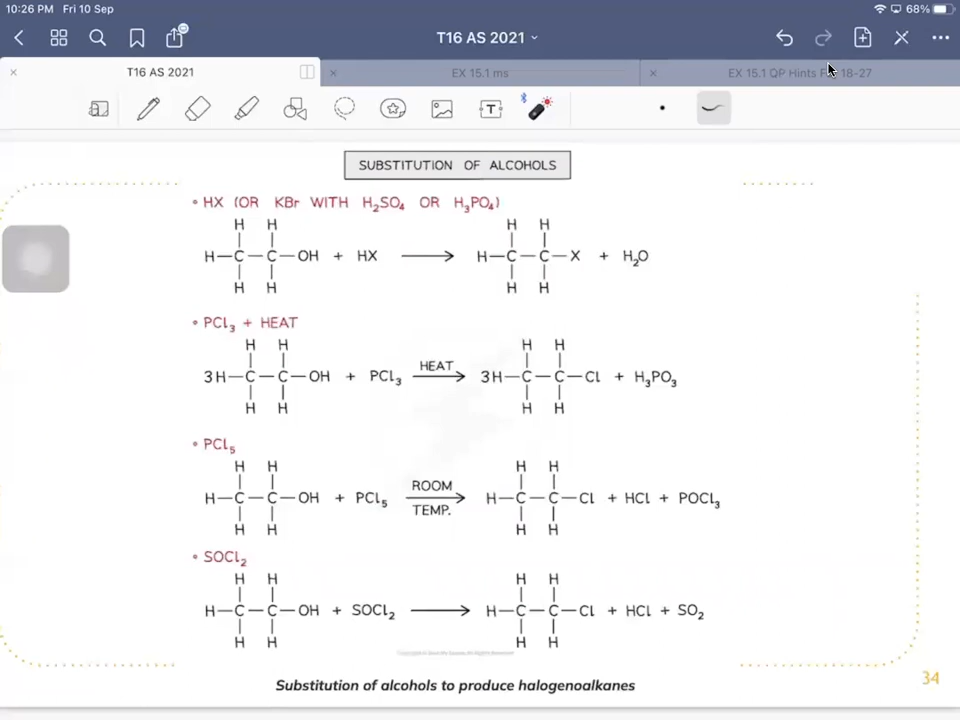 10:26 PM Fri 10 Sep 68%
T16 AS 2021
T16 AS 2021 EX 15.1 ms EX 15.1 QP Hints 18-27
SUBSTITUTION OF ALCOHOLS
• HX (OR KBr WITH H₂SO₄ OR H₃PO₄)
H H H H
H–C–C–OH + HX → H–C–C–X + H₂O
H H H H
• PCl₃ + HEAT
H H H H
3H–C–C–OH + PCl₃ HEAT → 3H–C–C–Cl + H₃PO₃
H H H H
• PCl₅
H H H H
H–C–C–OH + PCl₅ ROOM TEMP. → H–C–C–Cl + HCl + POCl₃
H H H H
• SOCl₂
H H H H
H–C–C–OH + SOCl₂ → H–C–C–Cl + HCl + SO₂
H H H H
Substitution of alcohols to produce halogenoalkanes
34